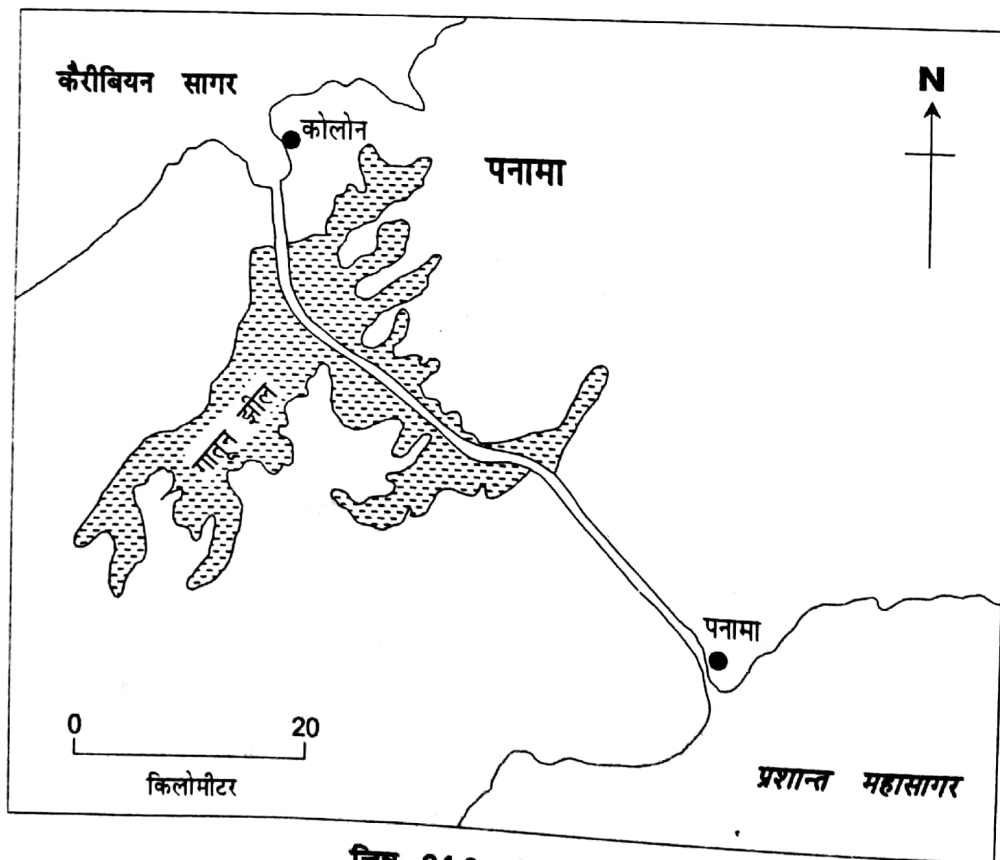 कैरीबियन सागर
N
कोलोन
पनामा
गातुन झील
पनामा
0 20
किलोमीटर
प्रशान्त महासागर